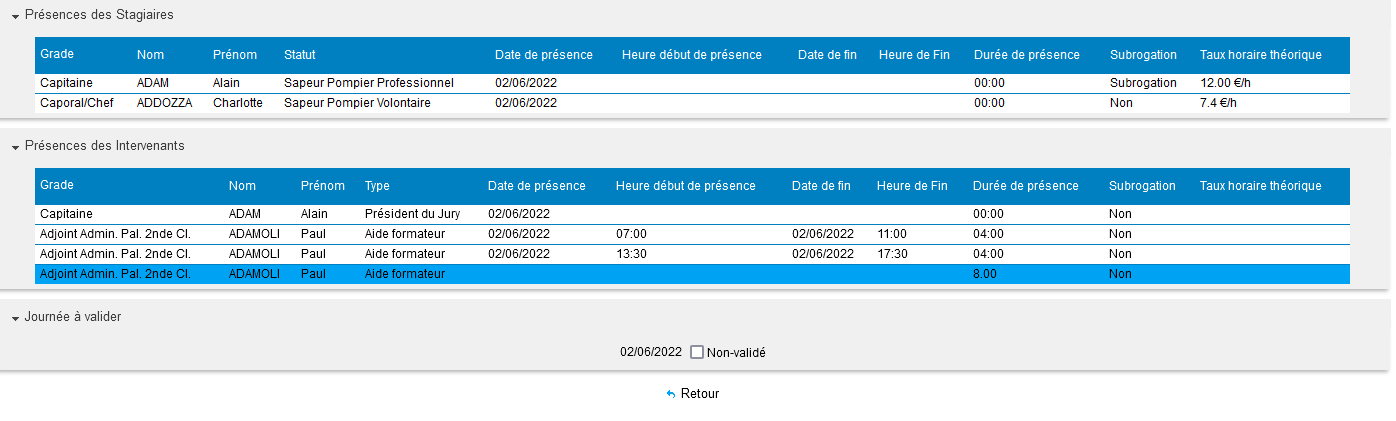 Présences des Stagiaires
Grade Nom Prénom Statut Date de présence Heure début de présence Date de fin Heure de Fin Durée de présence Subrogation Taux horaire théorique
Capitaine ADAM Alain Sapeur Pompier Professionnel 02/06/2022 00:00 Subrogation 12.00 €/h
Caporal/Chef ADDOZZA Charlotte Sapeur Pompier Volontaire 02/06/2022 00:00 Non 7.4 €/h
Présences des Intervenants
Grade Nom Prénom Type Date de présence Heure début de présence Date de fin Heure de Fin Durée de présence Subrogation Taux horaire théorique
Capitaine ADAM Alain Président du Jury 02/06/2022 00:00 Non
Adjoint Admin. Pal. 2nde Cl. ADAMOLI Paul Aide formateur 02/06/2022 07:00 02/06/2022 11:00 04:00 Non
Adjoint Admin. Pal. 2nde Cl. ADAMOLI Paul Aide formateur 02/06/2022 13:30 02/06/2022 17:30 04:00 Non
Adjoint Admin. Pal. 2nde Cl. ADAMOLI Paul Aide formateur 8.00 Non
Journée à valider
02/06/2022 Non-validé
Retour